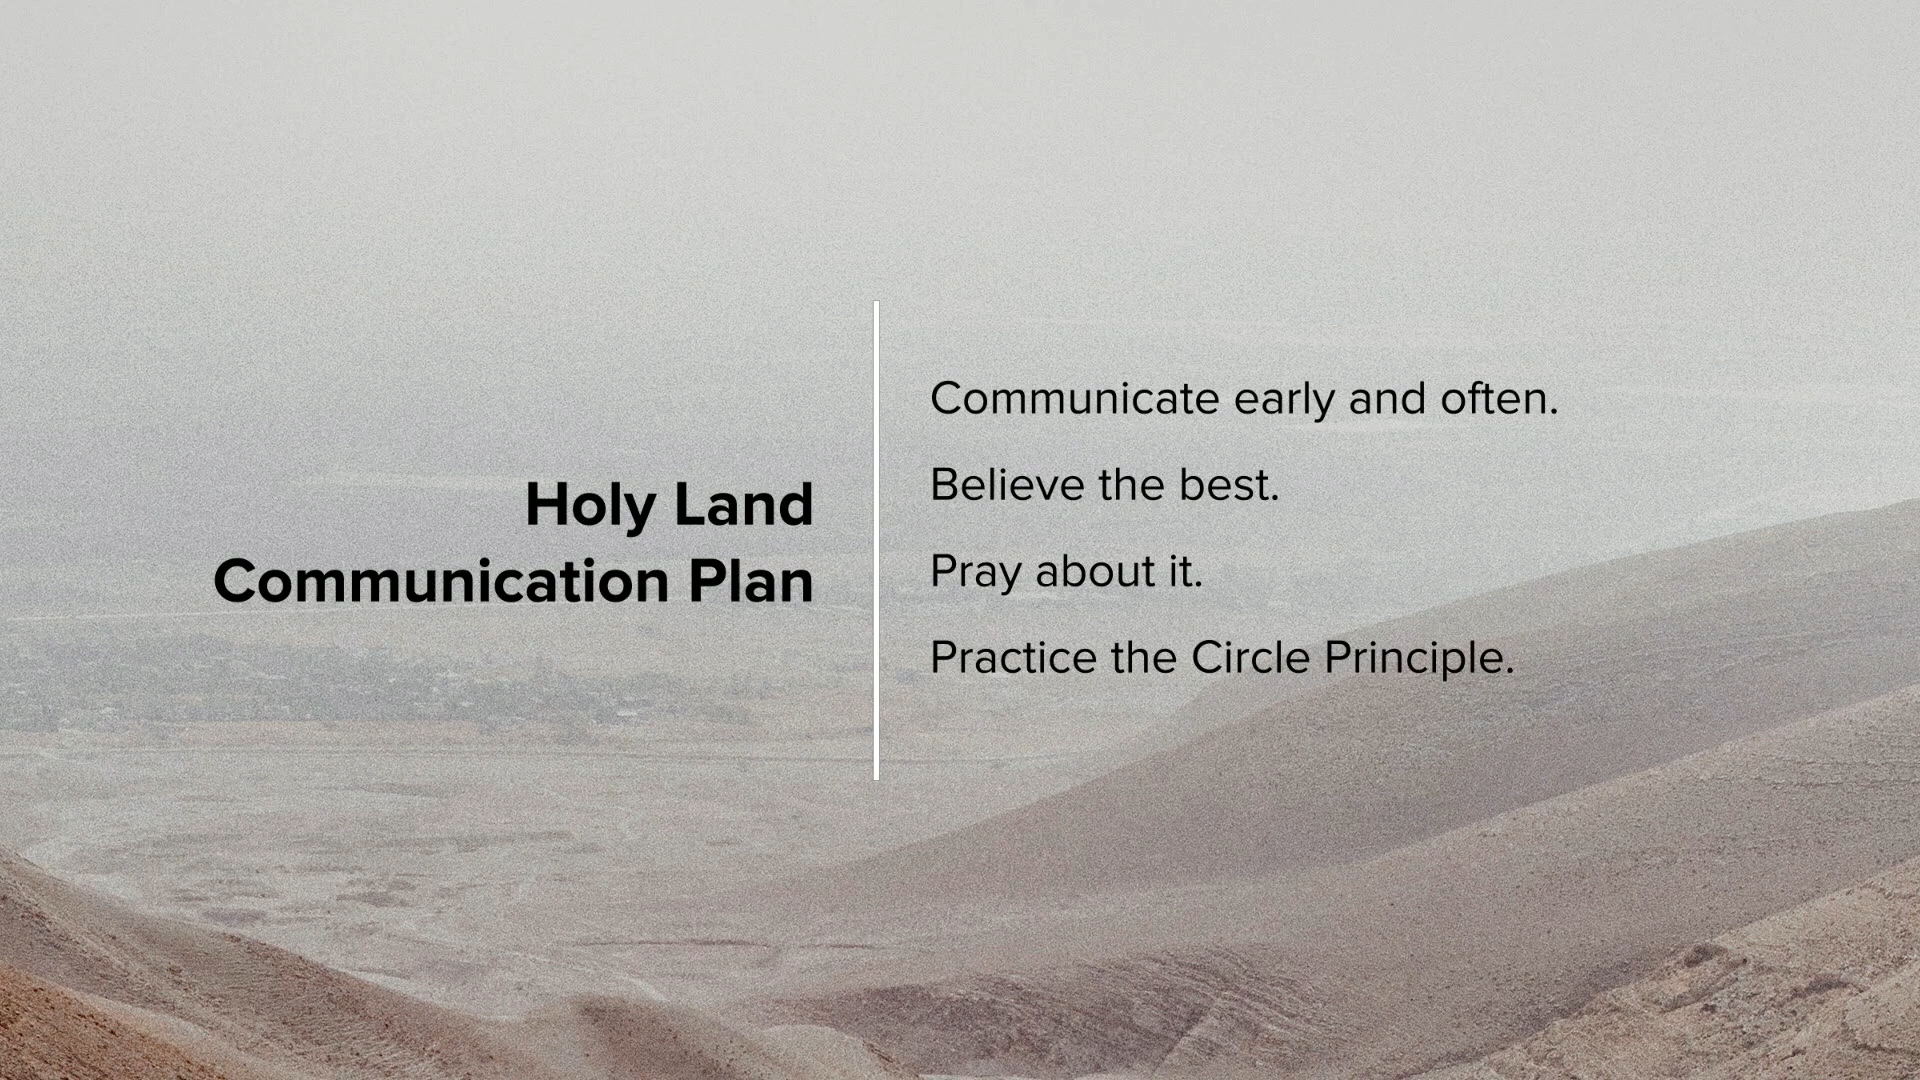 Holy Land
Communication Plan
Communicate early and often.
Believe the best.
Pray about it.
Practice the Circle Principle.